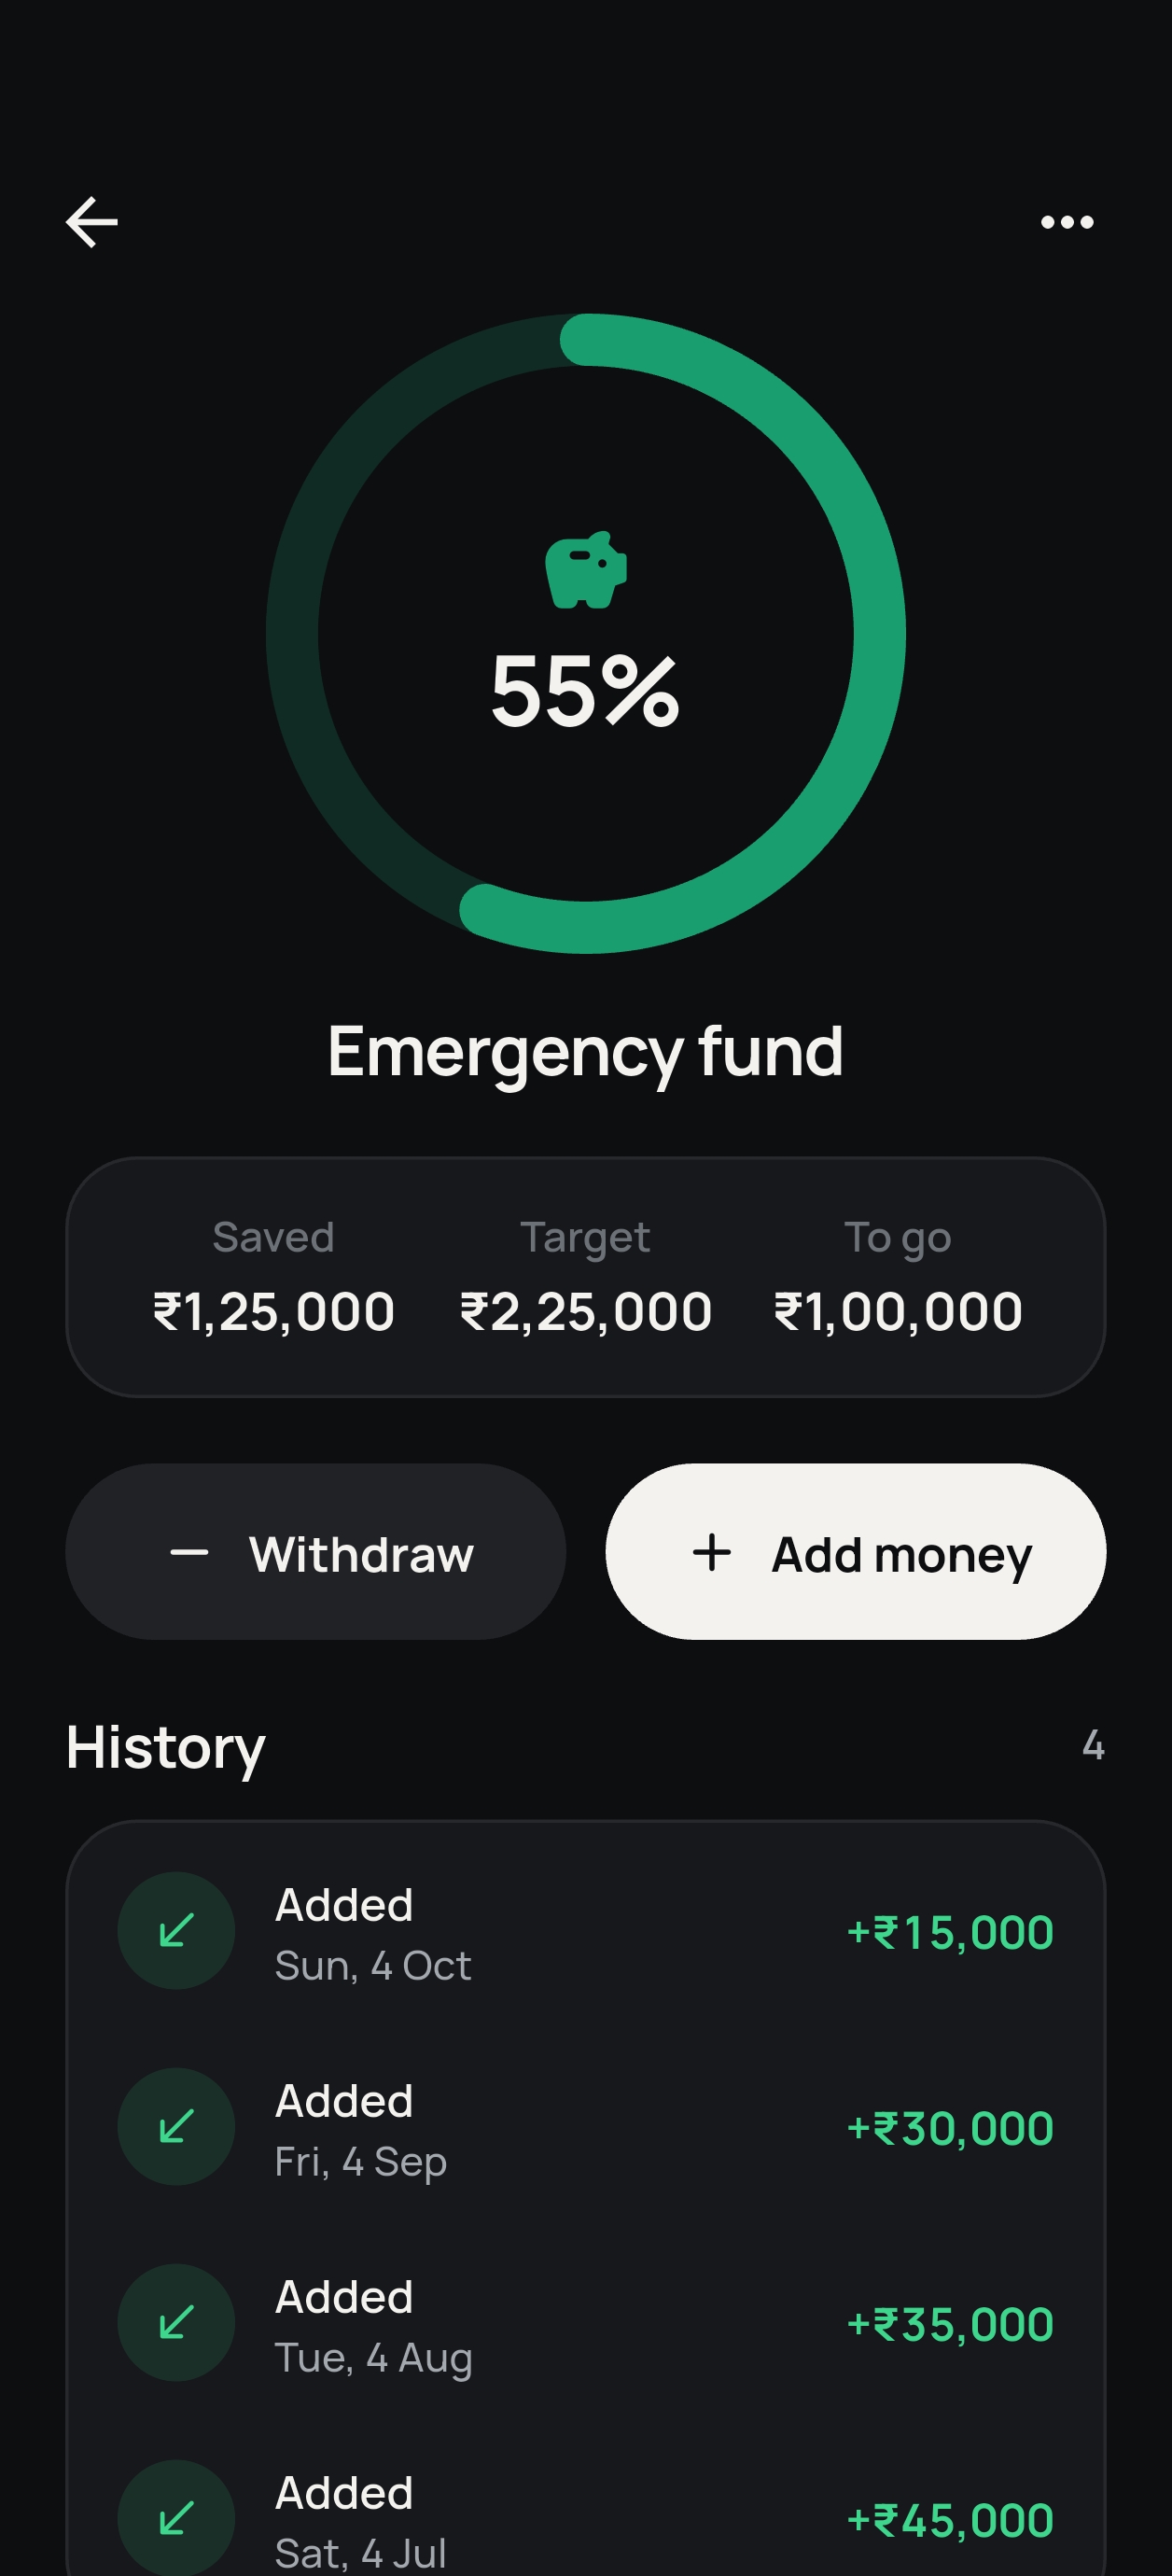 55%
Emergency fund
Saved Target To go
₹1,25,000 ₹2,25,000 ₹1,00,000
Withdraw Add money
History 4
Added
Sun, 4 Oct
+₹15,000
Added
Fri, 4 Sep
+₹30,000
Added
Tue, 4 Aug
+₹35,000
Added
Sat, 4 Jul
+₹45,000